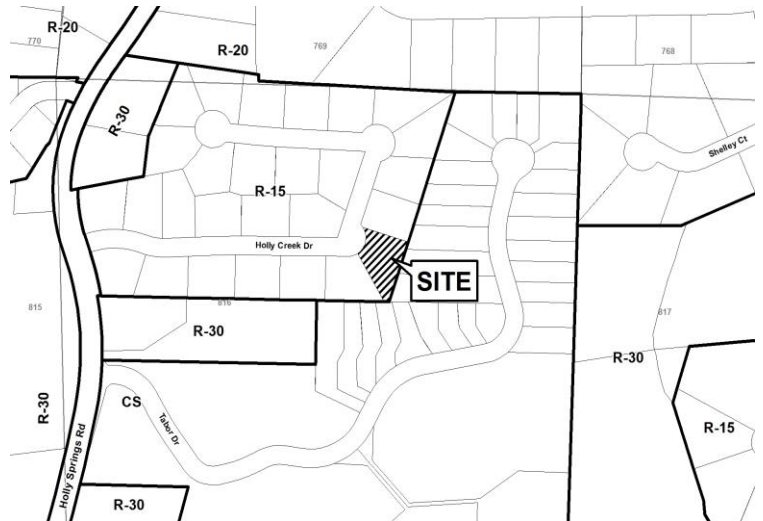 R-20
770
R-20
769
768
R-30
Shelley Ct
R-15
Holly Creek Dr
SITE
815
816
817
R-30
R-30
R-30
CS
Tabor Dr
R-15
Holly Springs Rd
R-30